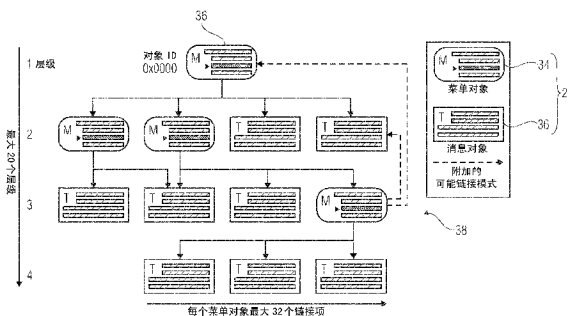 36
对象 ID
0x0000
M
1 层级
M
34
菜单对象
2
T
36
消息对象
附加的
可能链接模式
2
M
M
T
T
最大 20 个层级
3
T
T
T
M
38
4
T
T
T
每个菜单对象最大 32 个链接项